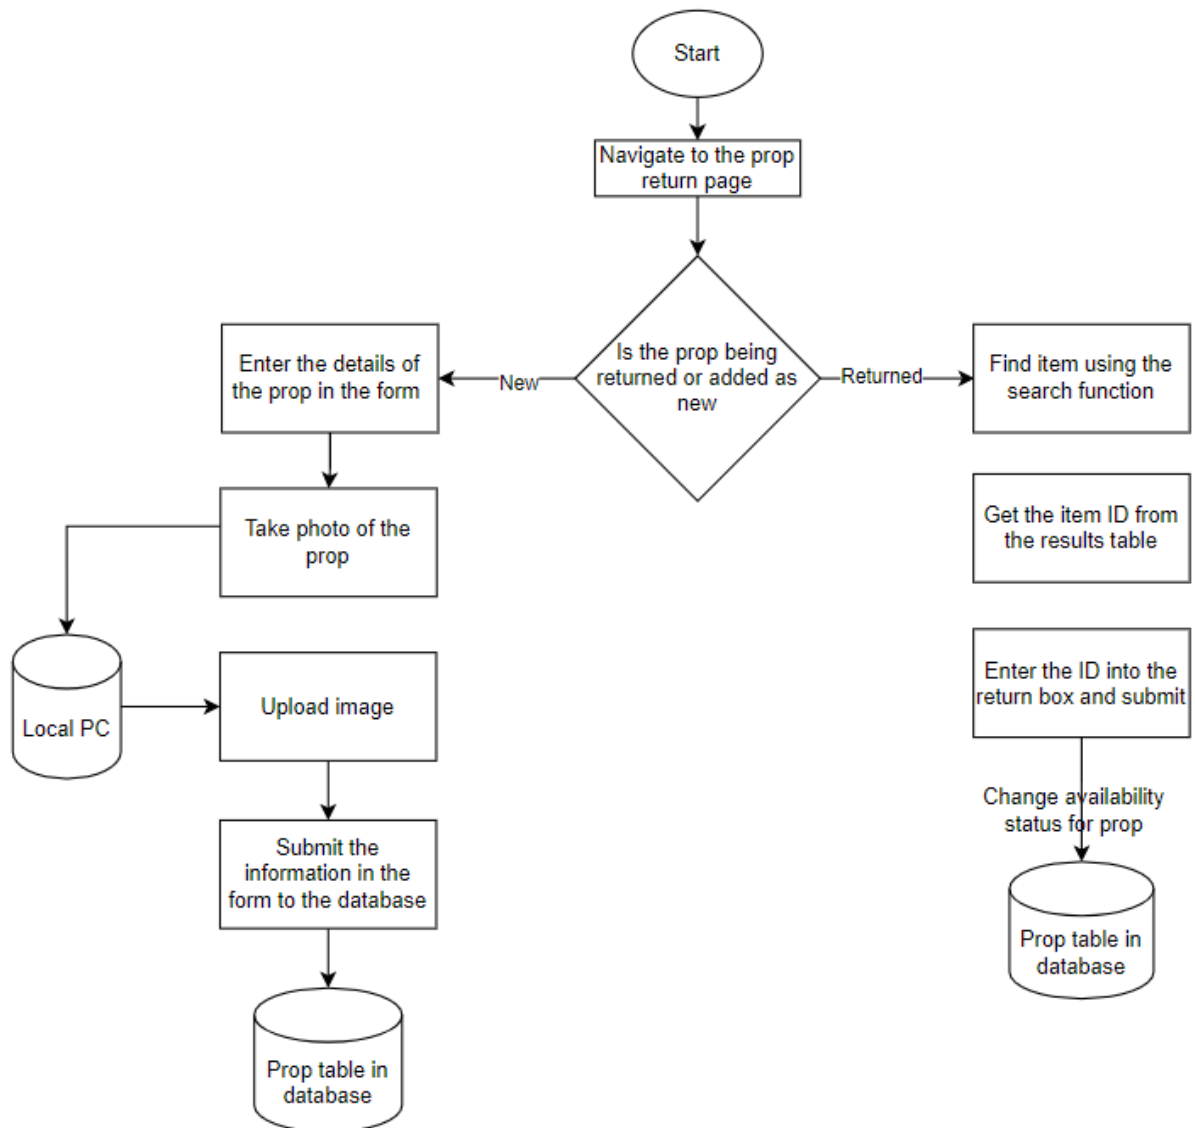 Start
Navigate to the prop
return page
Is the prop being
returned or added as
new
New
Returned
Enter the details of
the prop in the form
Take photo of the
prop
Local PC
Upload image
Submit the
information in the
form to the database
Prop table in
database
Find item using the
search function
Get the item ID from
the results table
Enter the ID into the
return box and submit
Change availability
status for prop
Prop table in
database